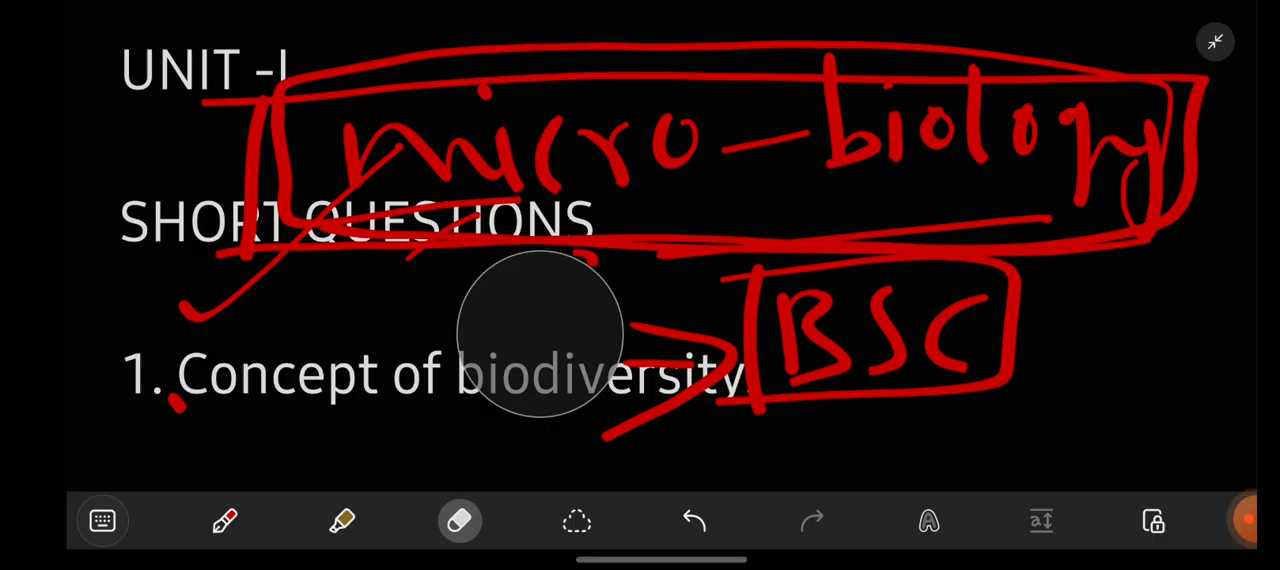 UNIT -I
micro-biology
SHORT QUESTIONS
BSC
1. Concept of biodiversity.